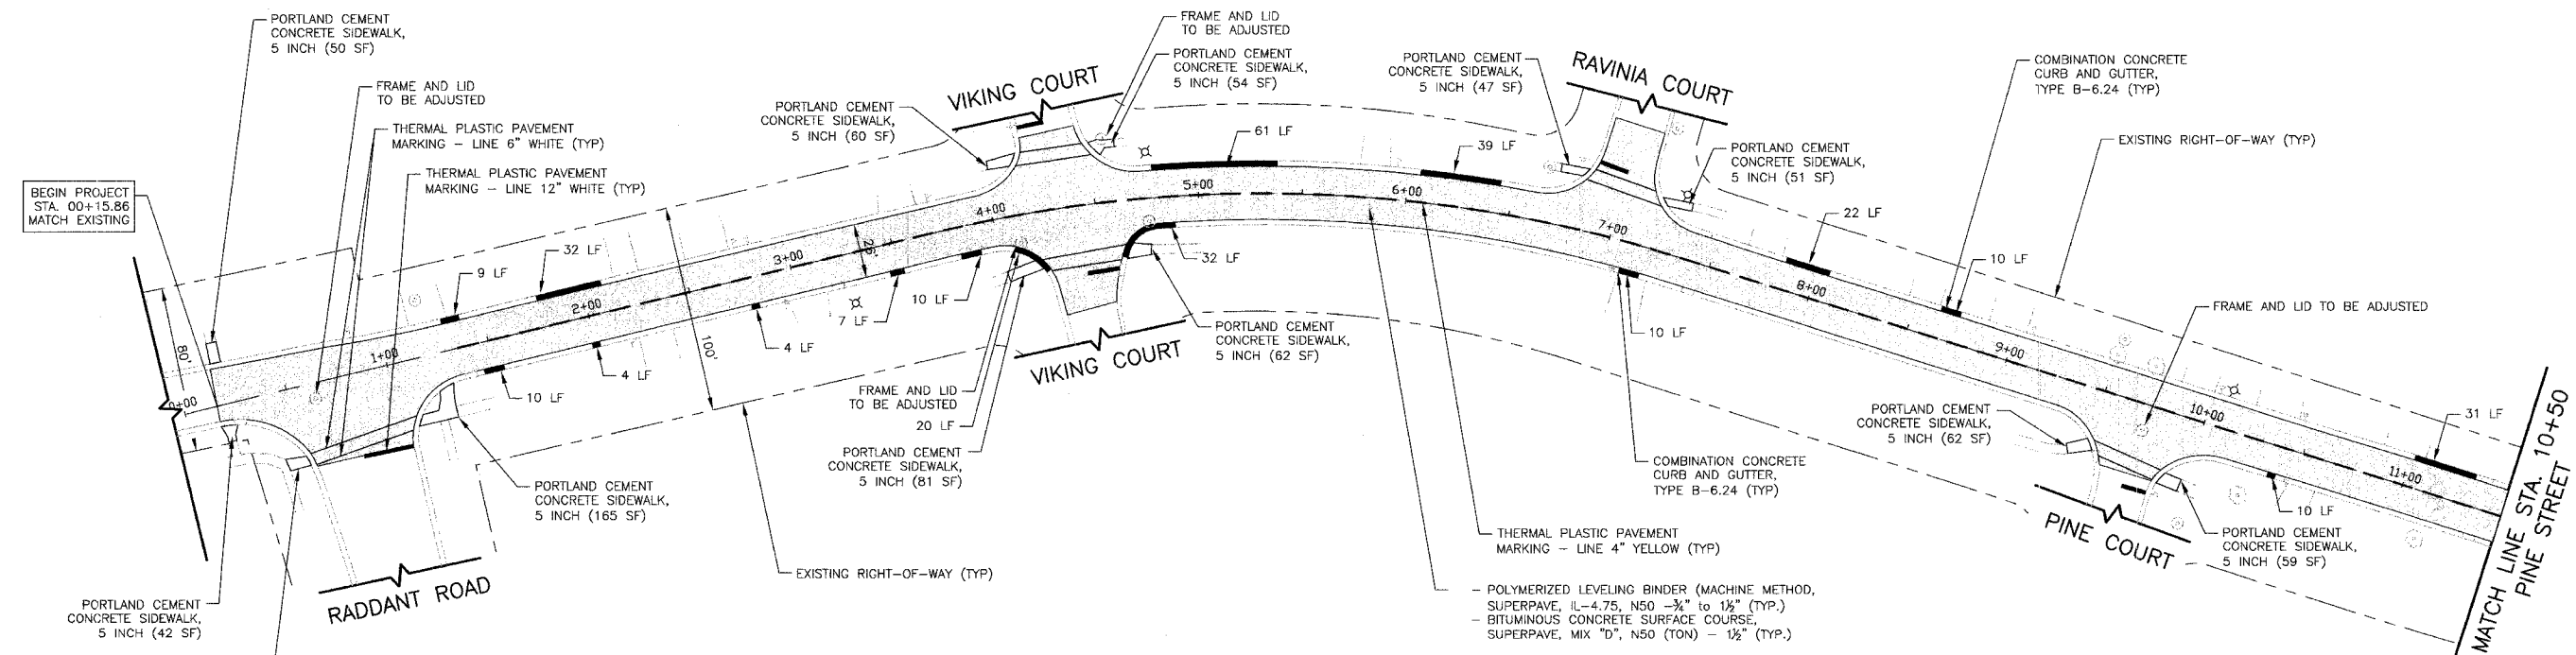 PORTLAND CEMENT
CONCRETE SIDEWALK,
5 INCH (50 SF)
FRAME AND LID
TO BE ADJUSTED
THERMAL PLASTIC PAVEMENT
MARKING – LINE 6" WHITE (TYP)
THERMAL PLASTIC PAVEMENT
MARKING – LINE 12" WHITE (TYP)
BEGIN PROJECT
STA. 00+15.86
MATCH EXISTING
80'
0+00
1+00
9 LF
32 LF
2+00
3+00
26'
100'
10 LF
4 LF
4 LF
7 LF
10 LF
PORTLAND CEMENT
CONCRETE SIDEWALK,
5 INCH (165 SF)
PORTLAND CEMENT
CONCRETE SIDEWALK,
5 INCH (42 SF)
RADDANT ROAD
EXISTING RIGHT–OF–WAY (TYP)
PORTLAND CEMENT
CONCRETE SIDEWALK,
5 INCH (60 SF)
VIKING COURT
FRAME AND LID
TO BE ADJUSTED
PORTLAND CEMENT
CONCRETE SIDEWALK,
5 INCH (54 SF)
4+00
61 LF
5+00
39 LF
6+00
FRAME AND LID
TO BE ADJUSTED
20 LF
PORTLAND CEMENT
CONCRETE SIDEWALK,
5 INCH (81 SF)
VIKING COURT
32 LF
PORTLAND CEMENT
CONCRETE SIDEWALK,
5 INCH (62 SF)
PORTLAND CEMENT
CONCRETE SIDEWALK,
5 INCH (47 SF)
RAVINIA COURT
PORTLAND CEMENT
CONCRETE SIDEWALK,
5 INCH (51 SF)
7+00
10 LF
COMBINATION CONCRETE
CURB AND GUTTER,
TYPE B–6.24 (TYP)
THERMAL PLASTIC PAVEMENT
MARKING – LINE 4" YELLOW (TYP)
– POLYMERIZED LEVELING BINDER (MACHINE METHOD,
SUPERPAVE, IL–4.75, N50 –¾" to 1½" (TYP.)
– BITUMINOUS CONCRETE SURFACE COURSE,
SUPERPAVE, MIX "D", N50 (TON) – 1½" (TYP.)
COMBINATION CONCRETE
CURB AND GUTTER,
TYPE B–6.24 (TYP)
EXISTING RIGHT–OF–WAY (TYP)
22 LF
8+00
10 LF
9+00
FRAME AND LID TO BE ADJUSTED
10+00
31 LF
11+00
PORTLAND CEMENT
CONCRETE SIDEWALK,
5 INCH (62 SF)
PINE COURT
10 LF
PORTLAND CEMENT
CONCRETE SIDEWALK,
5 INCH (59 SF)
MATCH LINE STA. 10+50
PINE STREET